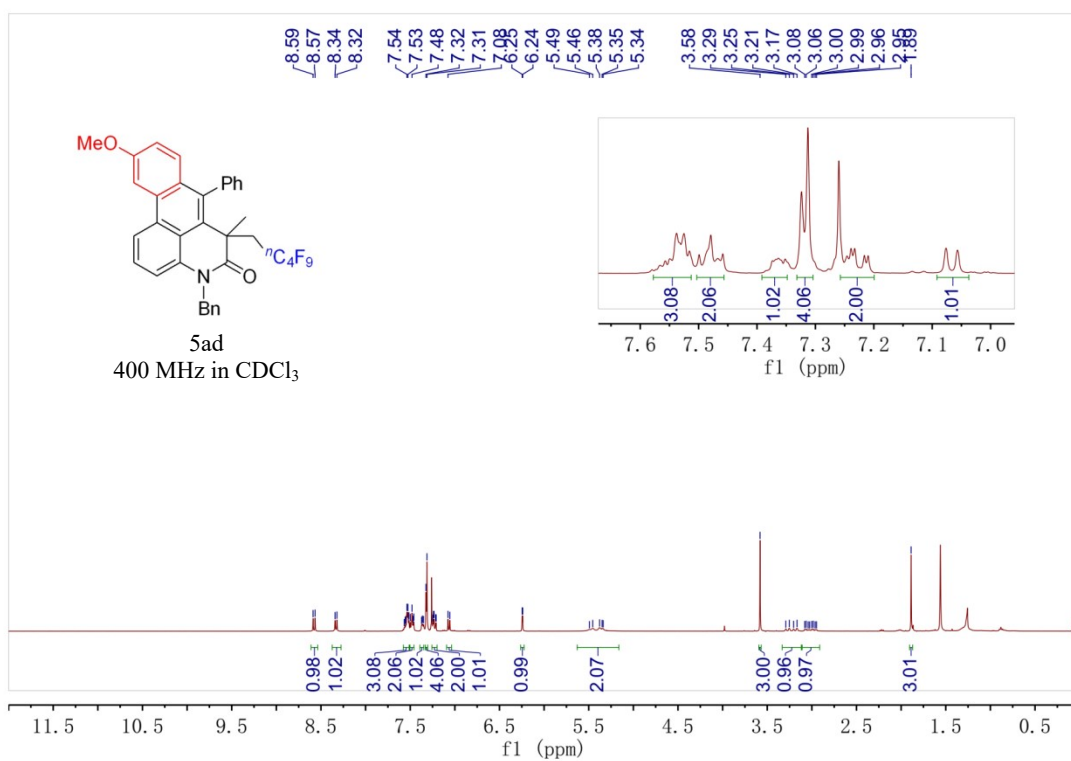 8.59 8.57 8.34 8.32 7.54 7.53 7.48 7.32 7.31 7.08 6.25 6.24 5.49 5.46 5.38 5.35 5.34 3.58 3.29 3.25 3.21 3.17 3.08 3.06 3.00 2.99 2.96 2.95 1.89
MeO
Ph
nC4F9
N
O
Bn
5ad
400 MHz in CDCl3
3.08 2.06 1.02 4.06 2.00 1.01
7.6 7.5 7.4 7.3 7.2 7.1 7.0
f1 (ppm)
0.98 1.02 3.08 2.06 1.02 4.06 2.00 1.01 0.99 2.07 3.00 0.96 0.97 3.01
11.5 10.5 9.5 8.5 7.5 6.5 5.5 4.5 3.5 2.5 1.5 0.5
f1 (ppm)